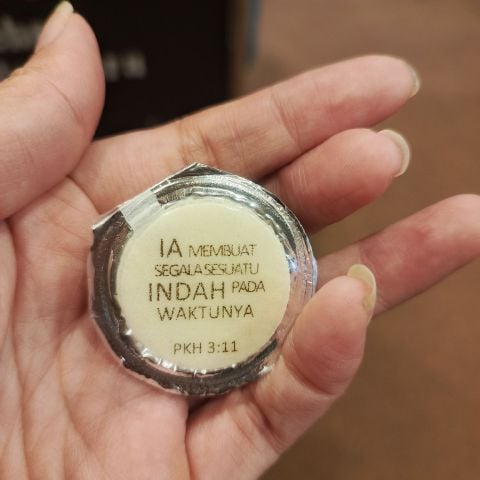 IA MEMBUAT
SEGALA SESUATU
INDAH PADA
WAKTUNYA
PKH 3:11